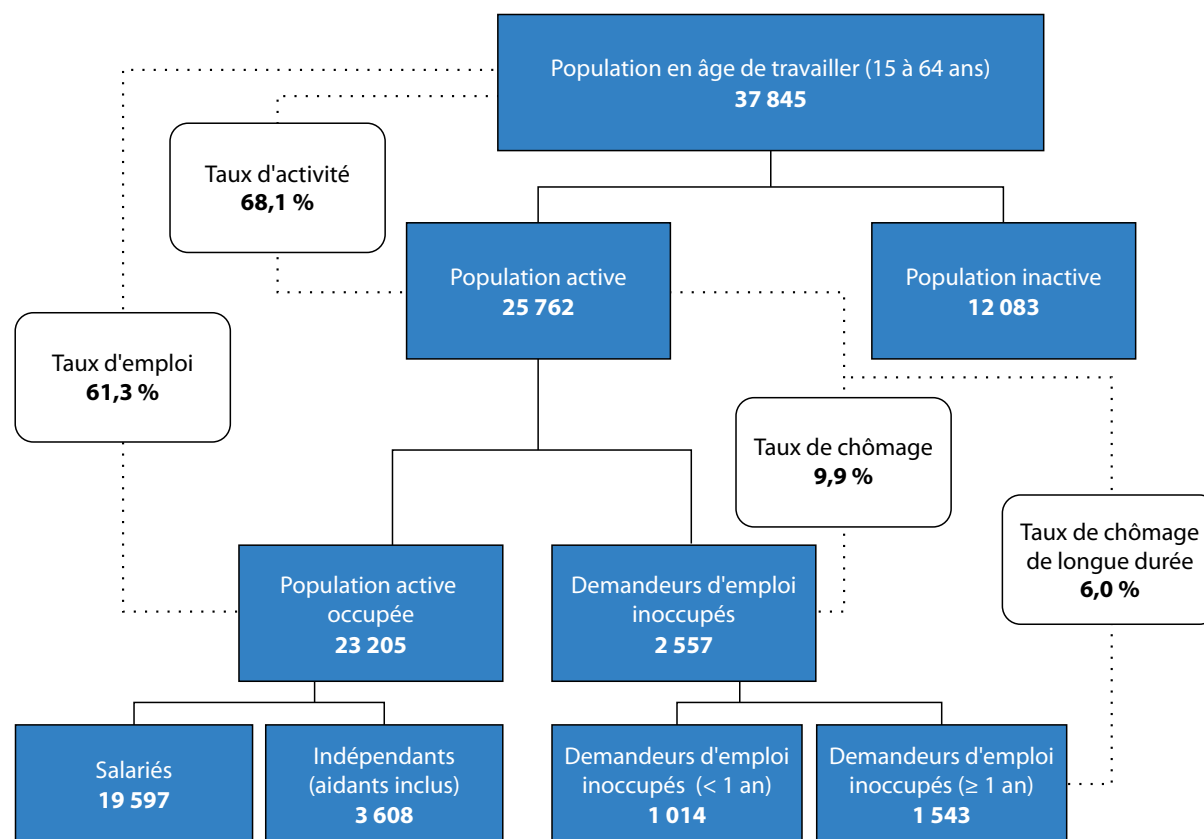 Population en âge de travailler (15 à 64 ans)
37 845
Taux d'activité
68,1 %
Population active
25 762
Population inactive
12 083
Taux d'emploi
61,3 %
Taux de chômage
9,9 %
Taux de chômage
de longue durée
6,0 %
Population active
occupée
23 205
Demandeurs d'emploi
inoccupés
2 557
Salariés
19 597
Indépendants
(aidants inclus)
3 608
Demandeurs d'emploi
inoccupés (< 1 an)
1 014
Demandeurs d'emploi
inoccupés (≥ 1 an)
1 543